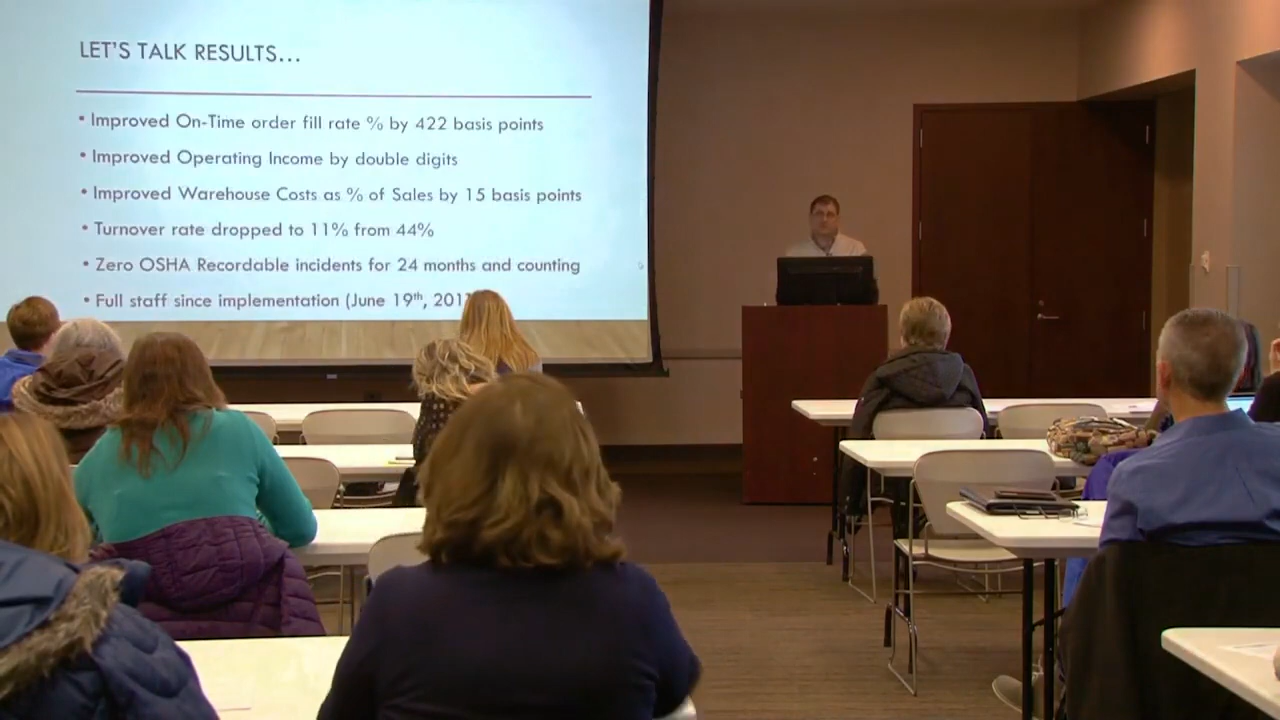 LET'S TALK RESULTS...
• Improved On-Time order fill rate % by 422 basis points
• Improved Operating Income by double digits
• Improved Warehouse Costs as % of Sales by 15 basis points
• Turnover rate dropped to 11% from 44%
• Zero OSHA Recordable incidents for 24 months and counting
• Full staff since implementation (June 19th,